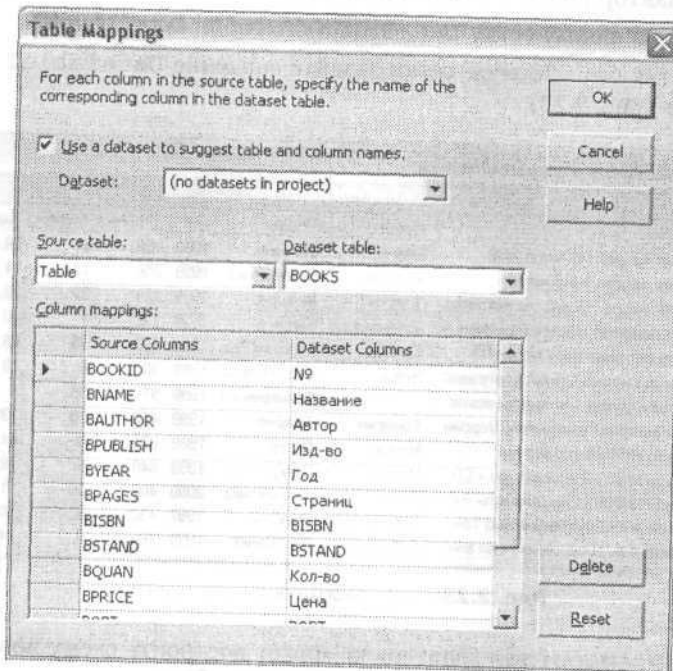 Table Mappings
For each column in the source table, specify the name of the
corresponding column in the dataset table.
OK
Use a dataset to suggest table and column names.
Cancel
Dataset: (no datasets in project)
Help
Source table: Dataset table:
Table BOOKS
Column mappings:
Source Columns Dataset Columns
BOOKID №
BNAME Название
BAUTHOR Автор
BPUBLISH Изд-во
BYEAR Год
BPAGES Страниц
BISBN BISBN
BSTAND BSTAND
BQUAN Кол-во
BPRICE Цена
Delete
Reset